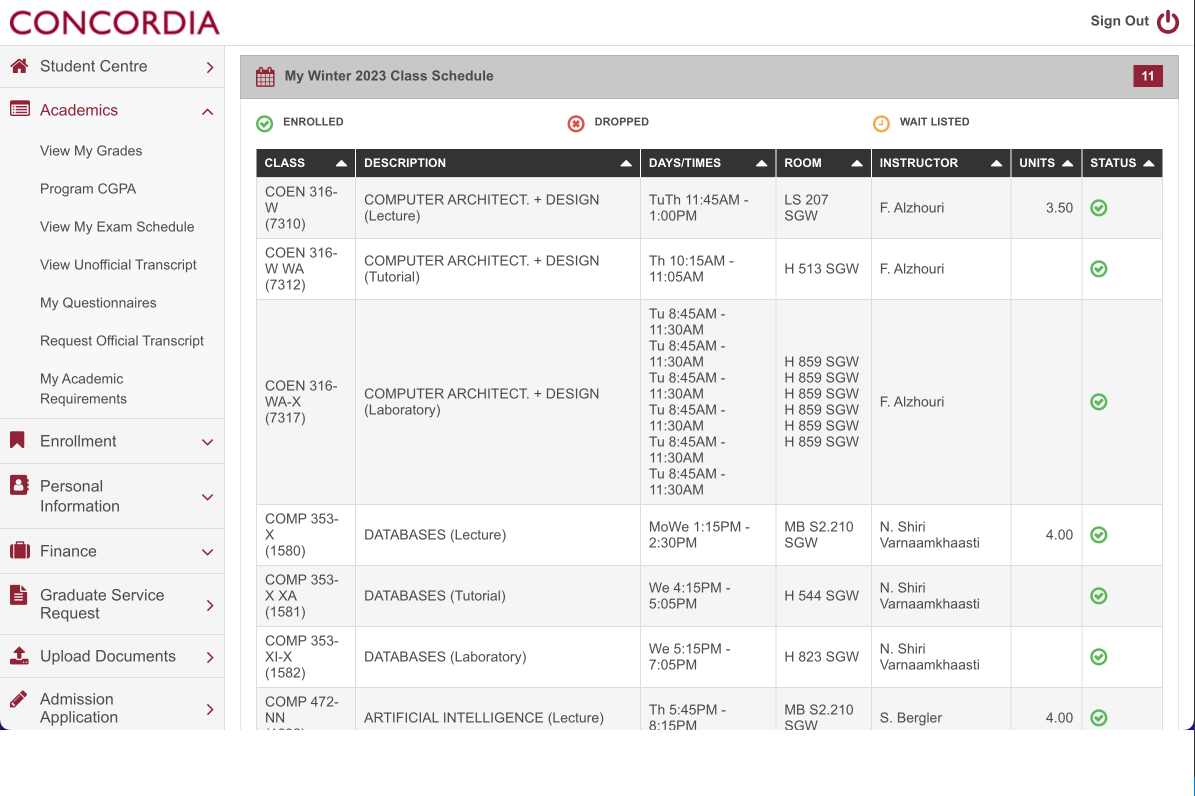 CONCORDIA
Sign Out
Student Centre
Academics
View My Grades
Program CGPA
View My Exam Schedule
View Unofficial Transcript
My Questionnaires
Request Official Transcript
My Academic
Requirements
Enrollment
Personal
Information
Finance
Graduate Service
Request
Upload Documents
Admission
Application
My Winter 2023 Class Schedule
11
ENROLLED
DROPPED
WAIT LISTED
CLASS
DESCRIPTION
DAYS/TIMES
ROOM
INSTRUCTOR
UNITS
STATUS
COEN 316-
W
(7310)
COMPUTER ARCHITECT. + DESIGN
(Lecture)
TuTh 11:45AM -
1:00PM
LS 207
SGW
F. Alzhouri
3.50
COEN 316-
W WA
(7312)
COMPUTER ARCHITECT. + DESIGN
(Tutorial)
Th 10:15AM -
11:05AM
H 513 SGW
F. Alzhouri
COEN 316-
WA-X
(7317)
COMPUTER ARCHITECT. + DESIGN
(Laboratory)
Tu 8:45AM -
11:30AM
Tu 8:45AM -
11:30AM
Tu 8:45AM -
11:30AM
Tu 8:45AM -
11:30AM
Tu 8:45AM -
11:30AM
Tu 8:45AM -
11:30AM
H 859 SGW
H 859 SGW
H 859 SGW
H 859 SGW
H 859 SGW
H 859 SGW
F. Alzhouri
COMP 353-
X
(1580)
DATABASES (Lecture)
MoWe 1:15PM -
2:30PM
MB S2.210
SGW
N. Shiri
Varnaamkhaasti
4.00
COMP 353-
X XA
(1581)
DATABASES (Tutorial)
We 4:15PM -
5:05PM
H 544 SGW
N. Shiri
Varnaamkhaasti
COMP 353-
XI-X
(1582)
DATABASES (Laboratory)
We 5:15PM -
7:05PM
H 823 SGW
N. Shiri
Varnaamkhaasti
COMP 472-
NN
ARTIFICIAL INTELLIGENCE (Lecture)
Th 5:45PM -
8:15PM
MB S2.210
SGW
S. Bergler
4.00